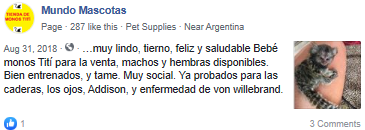 TIENDA DE
MONOS TITÍ
Mundo Mascotas
Page · 287 like this · Pet Supplies · Near Argentina
Aug 31, 2018 · …muy lindo, tierno, feliz y saludable Bebé
monos Tití para la venta, machos y hembras disponibles.
Bien entrenados, y tame. Muy social. Ya probados para las
caderas, los ojos, Addison, y enfermedad de von willebrand.
1
3 Comments